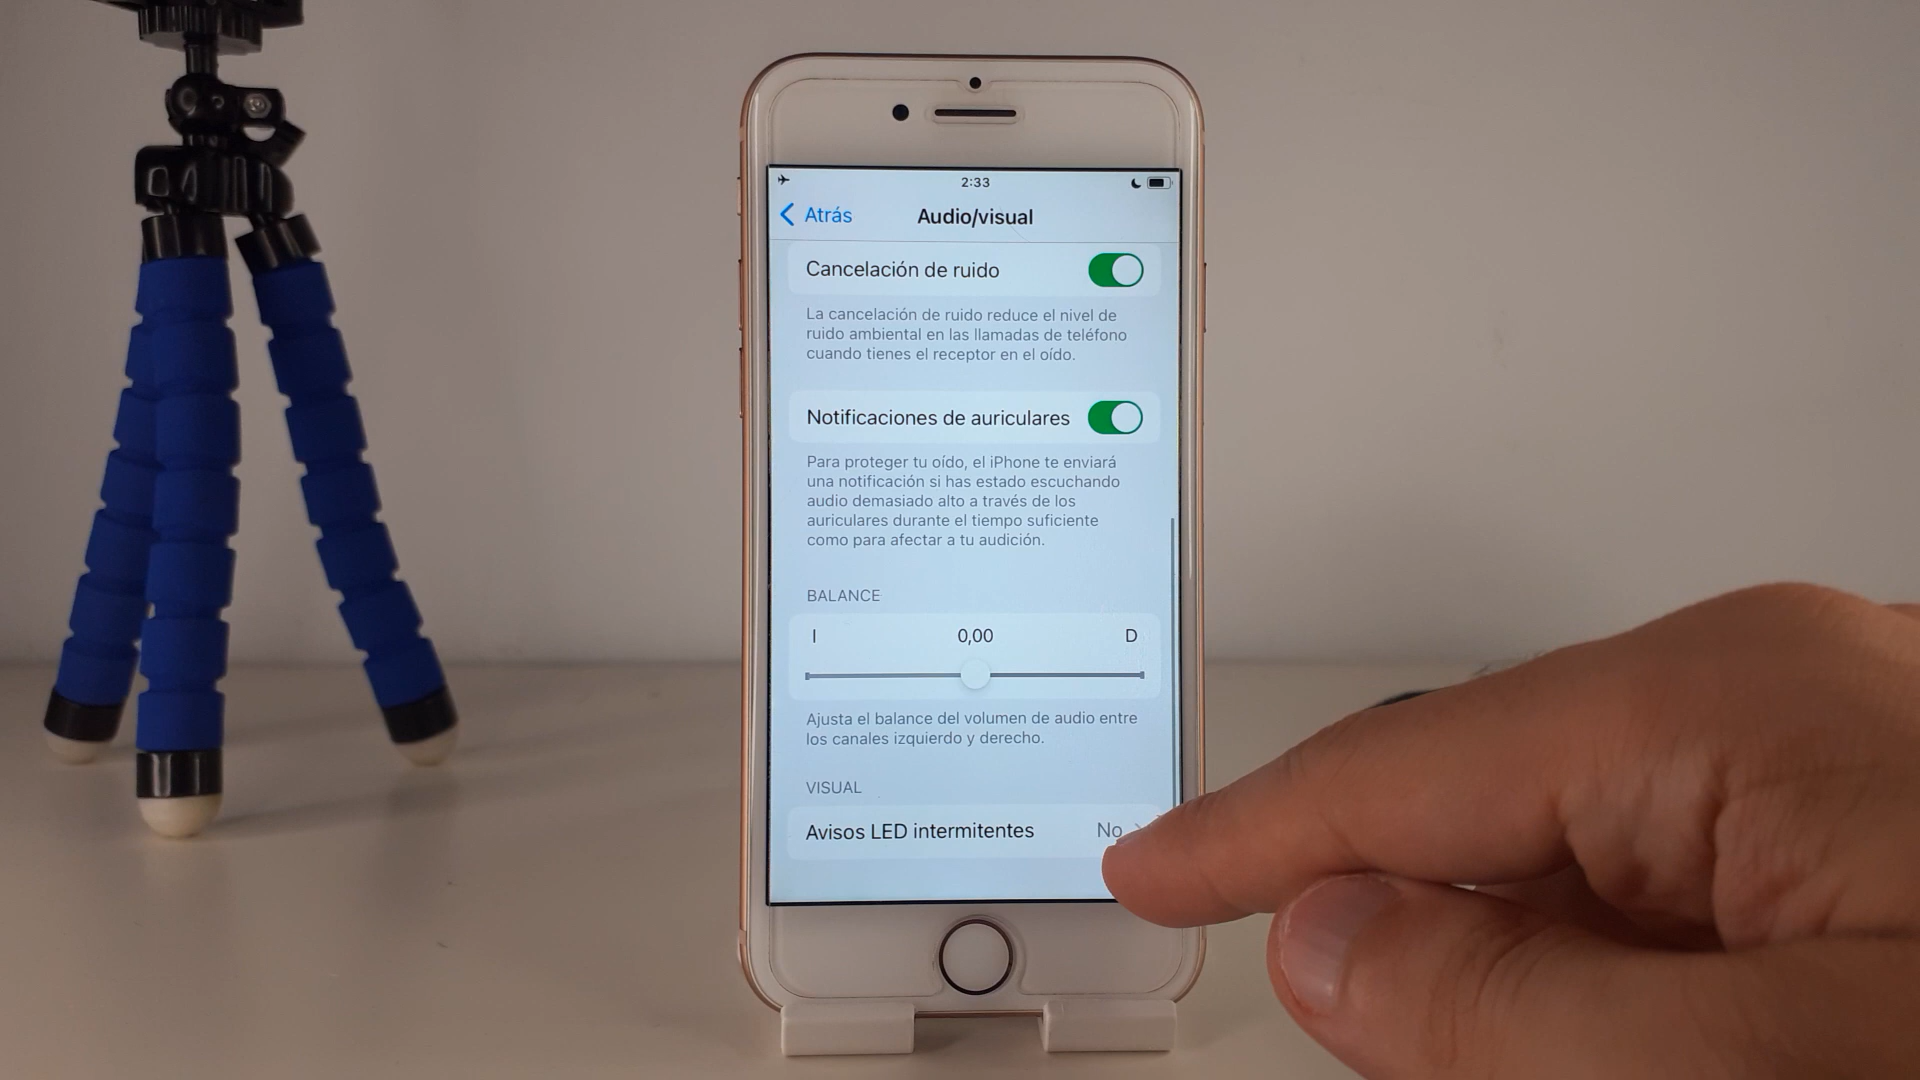 2:33
Atrás
Audio/visual
Cancelación de ruido
La cancelación de ruido reduce el nivel de
ruido ambiental en las llamadas de teléfono
cuando tienes el receptor en el oído.
Notificaciones de auriculares
Para proteger tu oído, el iPhone te enviará
una notificación si has estado escuchando
audio demasiado alto a través de los
auriculares durante el tiempo suficiente
como para afectar a tu audición.
BALANCE
I 0,00 D
Ajusta el balance del volumen de audio entre
los canales izquierdo y derecho.
VISUAL
Avisos LED intermitentes No